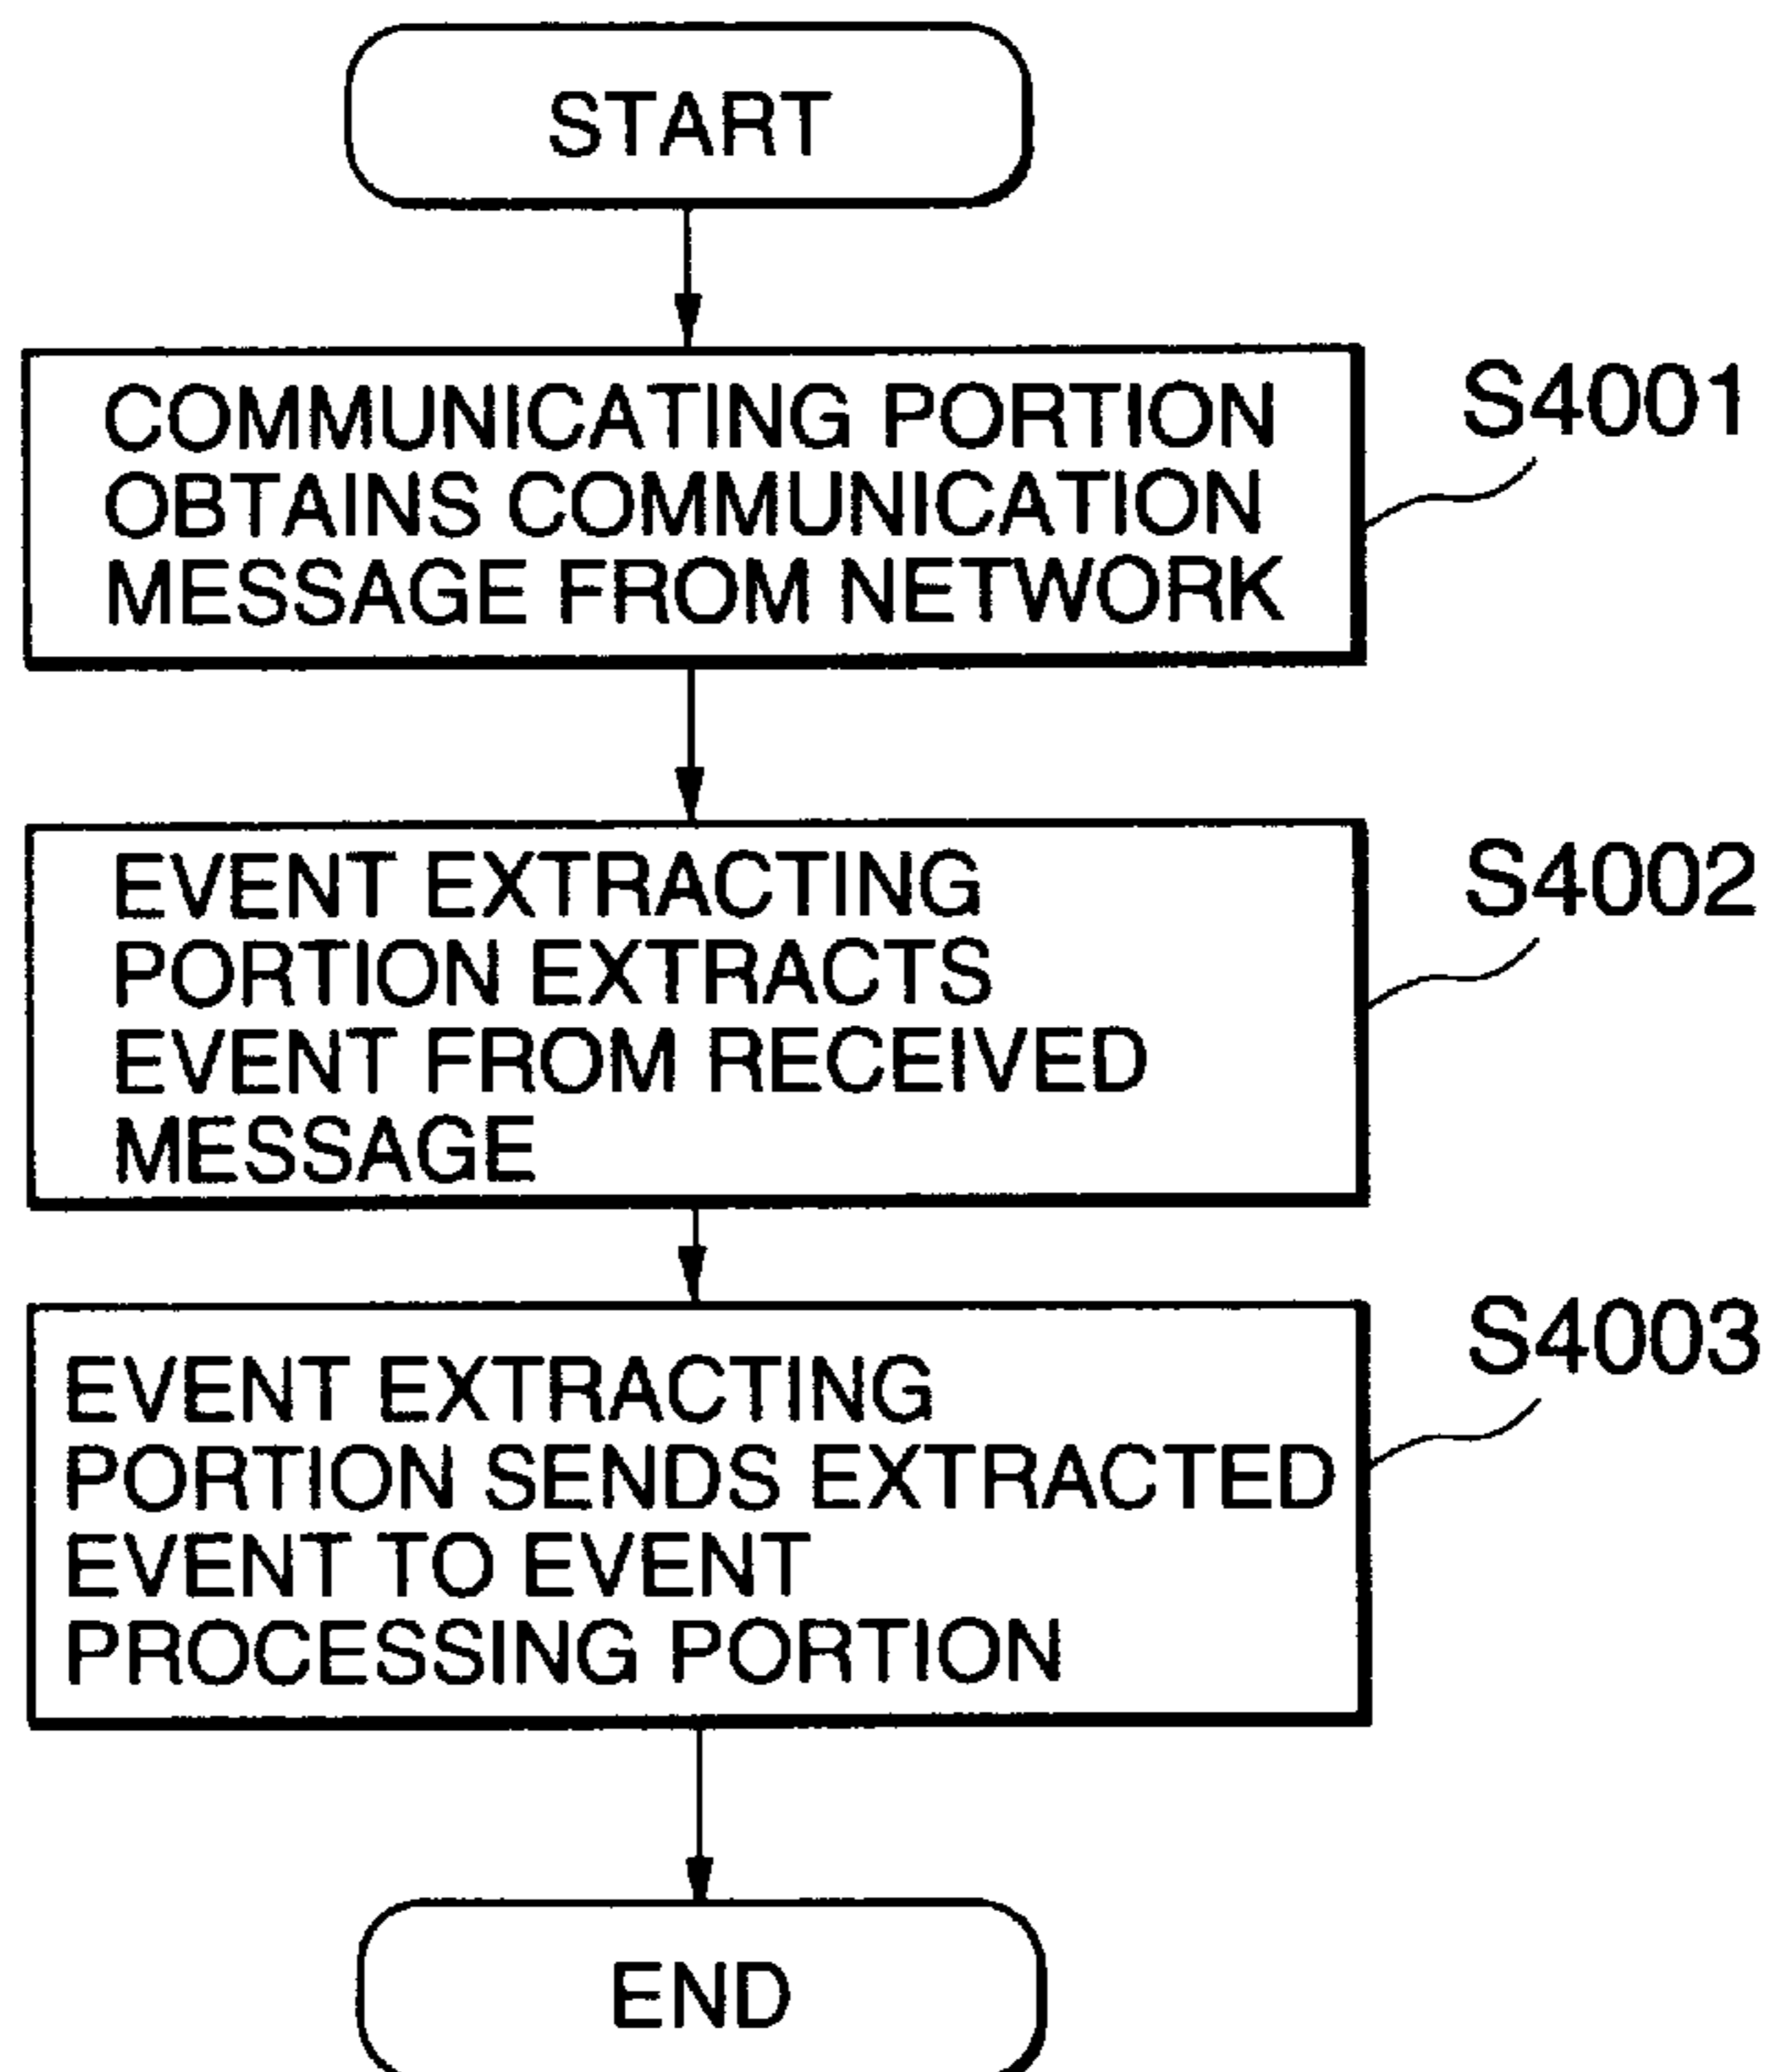 START
COMMUNICATING PORTION
OBTAINS COMMUNICATION
MESSAGE FROM NETWORK
S4001
EVENT EXTRACTING
PORTION EXTRACTS
EVENT FROM RECEIVED
MESSAGE
S4002
EVENT EXTRACTING
PORTION SENDS EXTRACTED
EVENT TO EVENT
PROCESSING PORTION
S4003
END